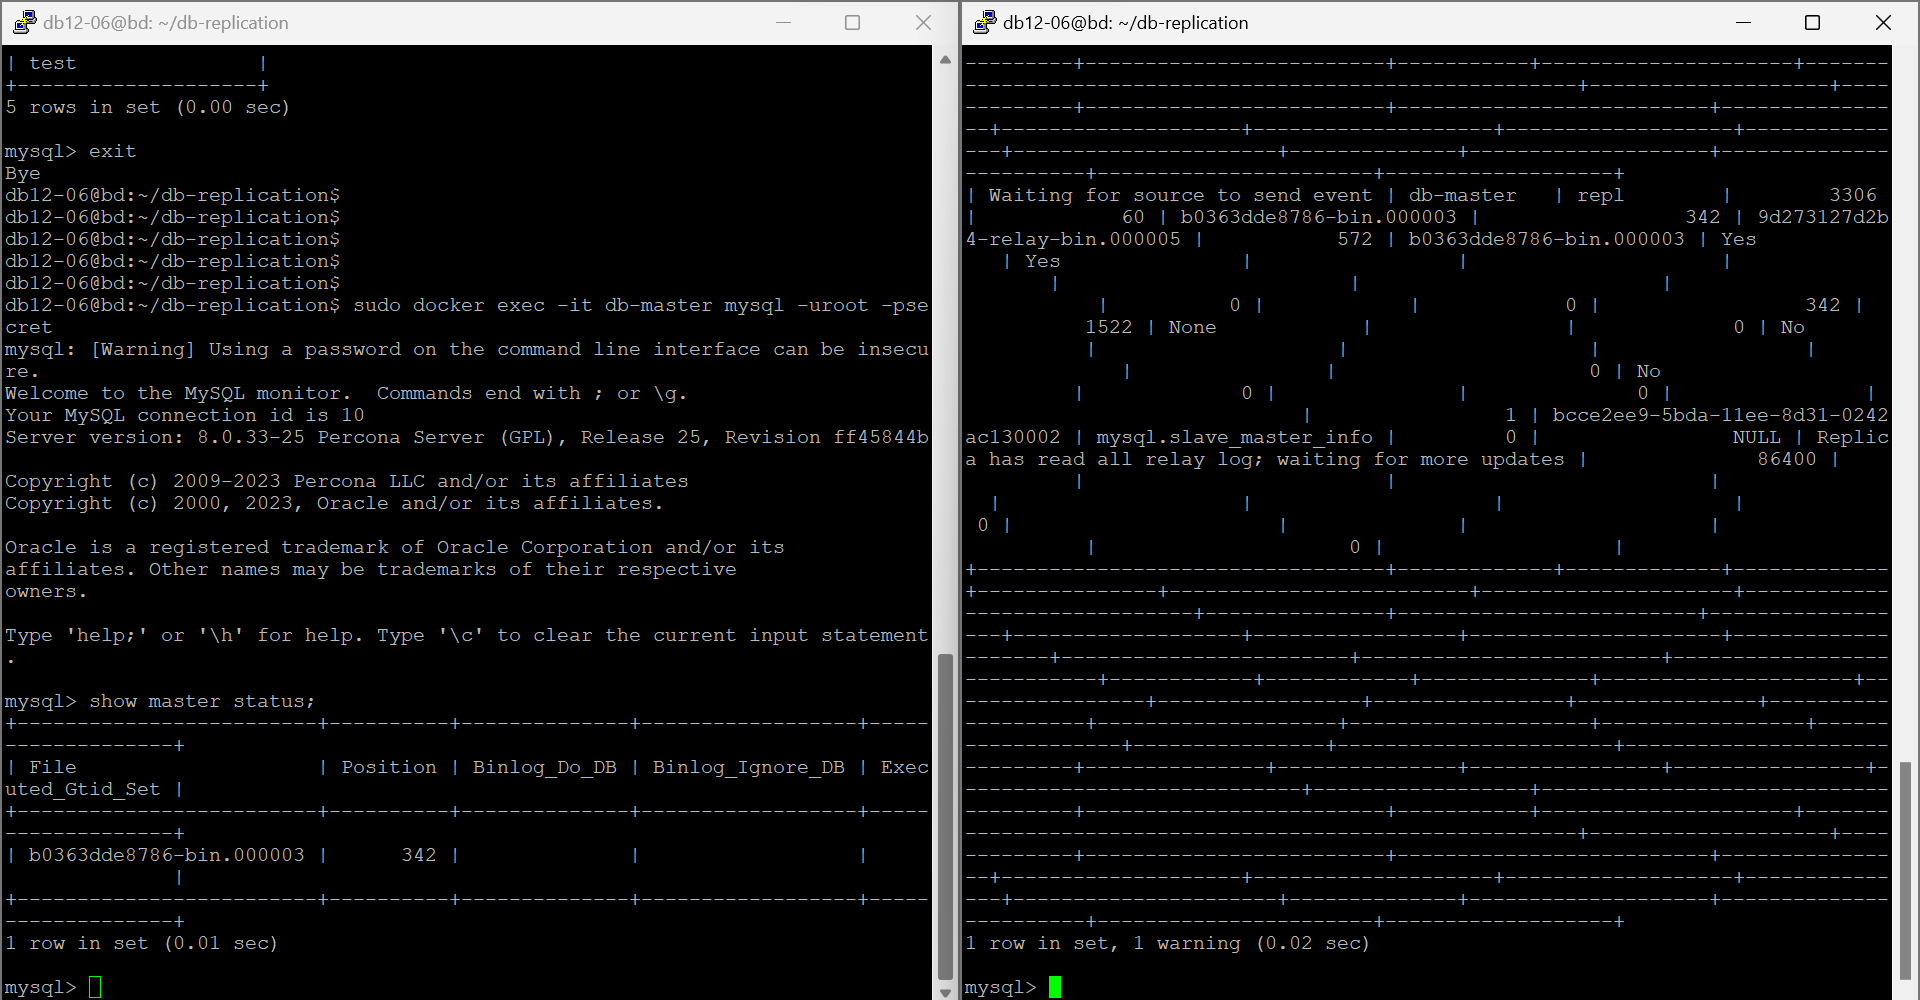 db12-06@bd: ~/db-replication
| test                |
+--------------------+
5 rows in set (0.00 sec)
mysql> exit
Bye
db12-06@bd:~/db-replication$
db12-06@bd:~/db-replication$
db12-06@bd:~/db-replication$
db12-06@bd:~/db-replication$
db12-06@bd:~/db-replication$
db12-06@bd:~/db-replication$ sudo docker exec -it db-master mysql -uroot -pse
cret
mysql: [Warning] Using a password on the command line interface can be insecu
re.
Welcome to the MySQL monitor.  Commands end with ; or \g.
Your MySQL connection id is 10
Server version: 8.0.33-25 Percona Server (GPL), Release 25, Revision ff45844b
Copyright (c) 2009-2023 Percona LLC and/or its affiliates
Copyright (c) 2000, 2023, Oracle and/or its affiliates.
Oracle is a registered trademark of Oracle Corporation and/or its
affiliates. Other names may be trademarks of their respective
owners.
Type 'help;' or '\h' for help. Type '\c' to clear the current input statement
.
mysql> show master status;
| File                    | Position | Binlog_Do_DB | Binlog_Ignore_DB | Exec
uted_Gtid_Set |
| b0363dde8786-bin.000003 |      342 |              |                  |
|
1 row in set (0.01 sec)
mysql>
db12-06@bd: ~/db-replication
| Waiting for source to send event | db-master   | repl        |        3306
|            60 | b0363dde8786-bin.000003 |                 342 | 9d273127d2b
4-relay-bin.000005 |           572 | b0363dde8786-bin.000003 | Yes
| Yes               |                 |                     |
|                        |                         |
|          0 |            |            0 |                 342 |
1522 | None            |                |             0 | No
|                    |                    |                 |
|                |                     0 | No
|             0 |               |              0 |                |
|                1 | bcce2ee9-5bda-11ee-8d31-0242
ac130002 | mysql.slave_master_info |         0 |                NULL | Replic
a has read all relay log; waiting for more updates |              86400 |
|                         |                          |
|                    |                    |                   |
0 |                      |              |                    |
|                     0 |                   |
1 row in set, 1 warning (0.02 sec)
mysql>